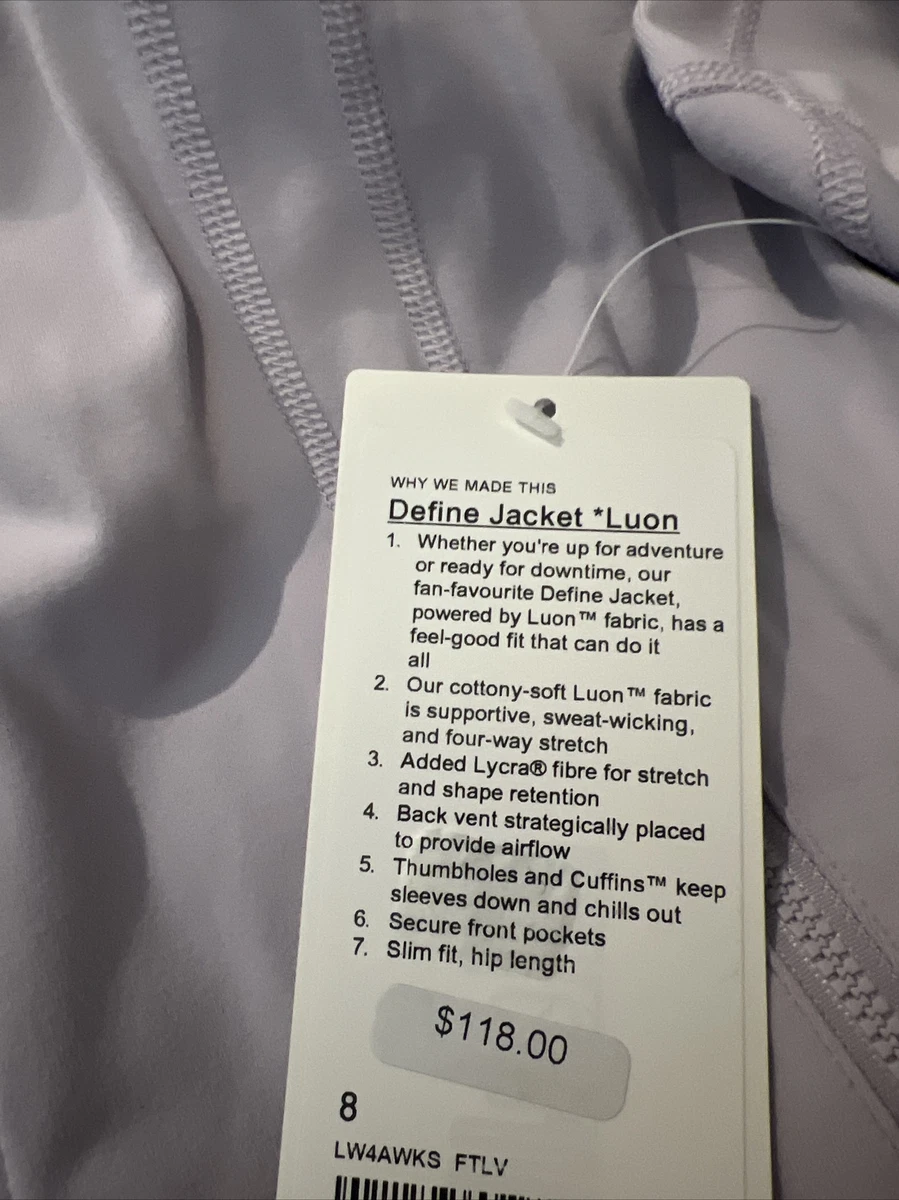 WHY WE MADE THIS
Define Jacket *Luon
1. Whether you're up for adventure
or ready for downtime, our
fan-favourite Define Jacket,
powered by Luon™ fabric, has a
feel-good fit that can do it
all
2. Our cottony-soft Luon™ fabric
is supportive, sweat-wicking,
and four-way stretch
3. Added Lycra® fibre for stretch
and shape retention
4. Back vent strategically placed
to provide airflow
5. Thumbholes and Cuffins™ keep
sleeves down and chills out
6. Secure front pockets
7. Slim fit, hip length
$118.00
8
LW4AWKS FTLV